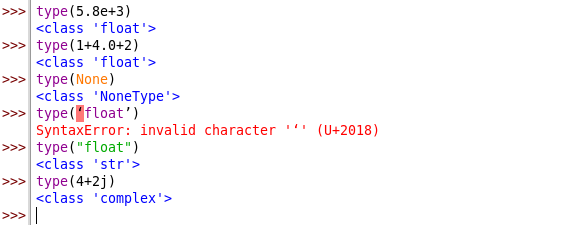 >>> type(5.8e+3)
<class 'float'>
>>> type(1+4.0+2)
<class 'float'>
>>> type(None)
<class 'NoneType'>
>>> type(‘float’)
SyntaxError: invalid character '‘' (U+2018)
>>> type("float")
<class 'str'>
>>> type(4+2j)
<class 'complex'>
>>>